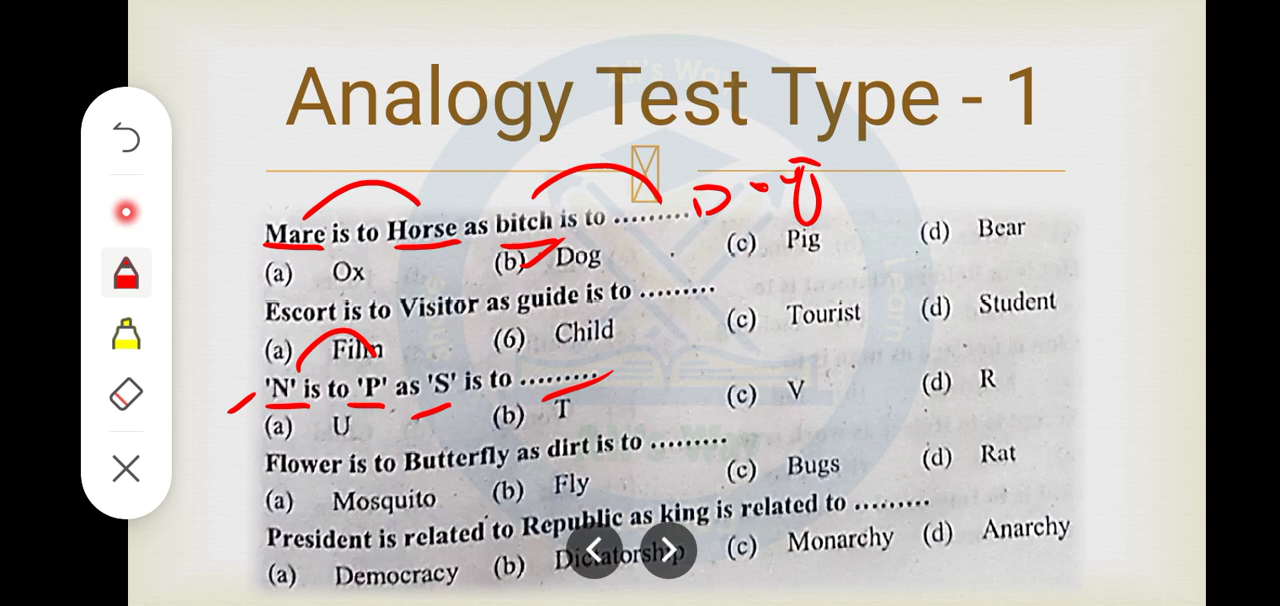 Analogy Test Type - 1
Mare is to Horse as bitch is to .........
(a) Ox (b) Dog (c) Pig (d) Bear
Escort is to Visitor as guide is to .........
(a) Film (6) Child (c) Tourist (d) Student
'N' is to 'P' as 'S' is to .........
(a) U (b) T (c) V (d) R
Flower is to Butterfly as dirt is to .........
(a) Mosquito (b) Fly (c) Bugs (d) Rat
President is related to Republic as king is related to .........
(a) Democracy (b) Dictatorship (c) Monarchy (d) Anarchy